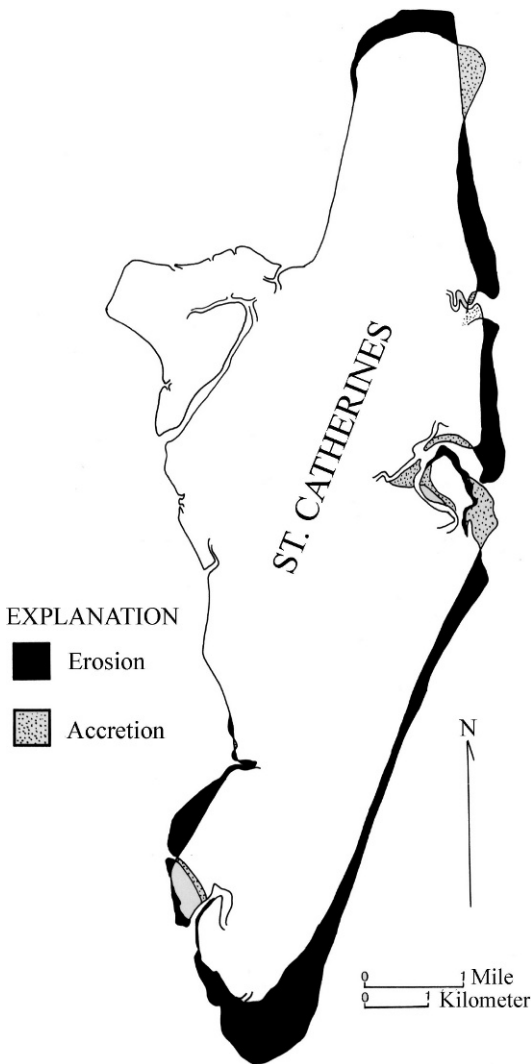 ST. CATHERINES
EXPLANATION
Erosion
Accretion
N
0 1 Mile
0 1 Kilometer